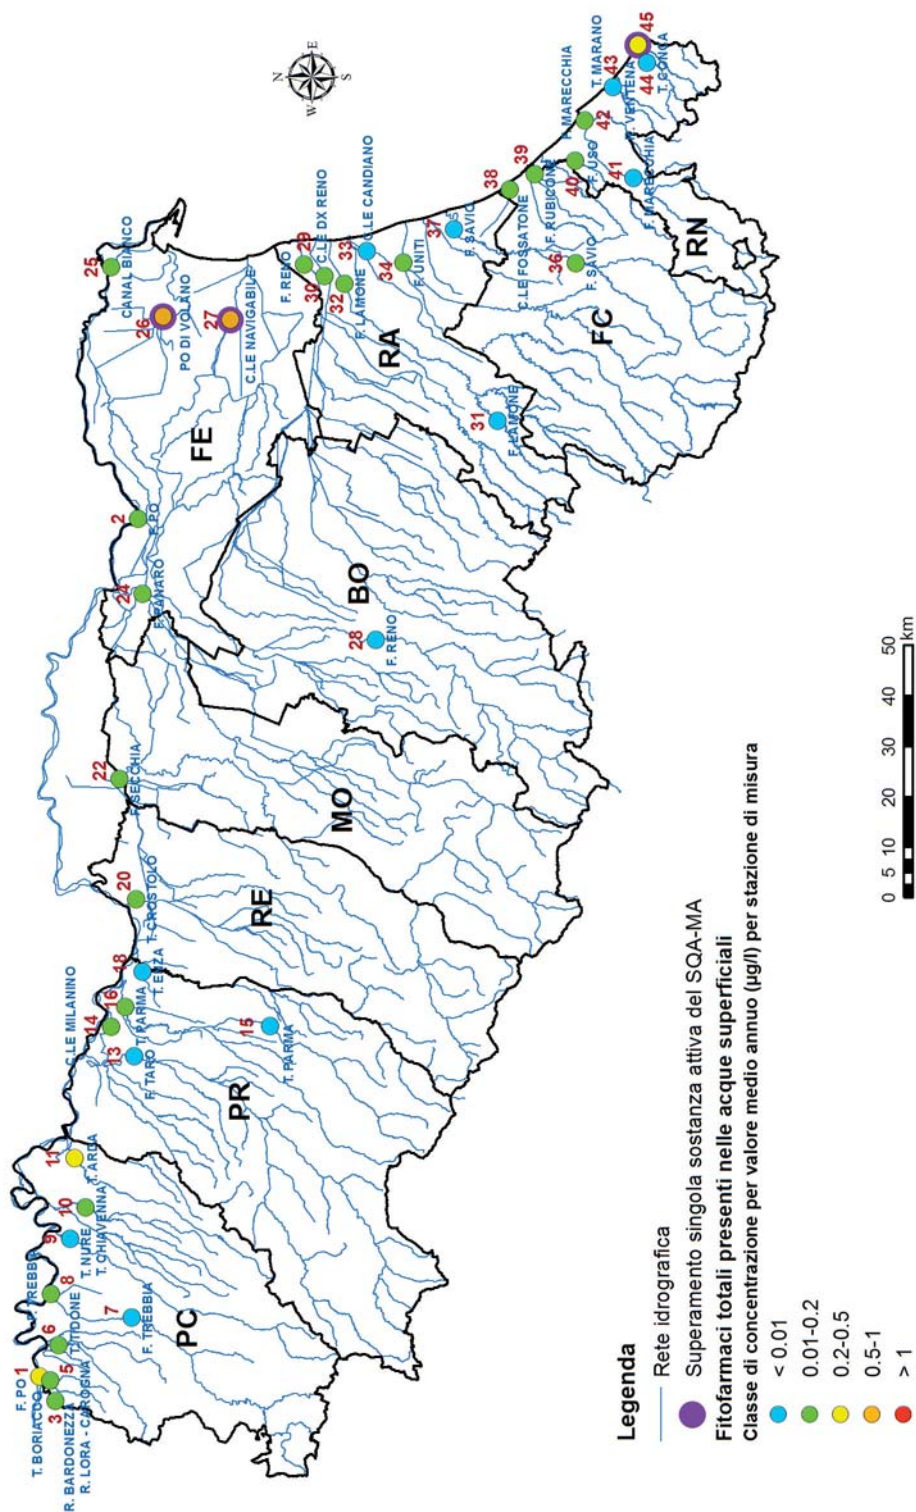 N
E
S
W
T. BORIACCO
F. PO
1
R. BARDONEZZA
3
R. LORA - CAROGNA
5
6
T. TIDONE
F. TREBBIA
8
7
F. TREBBIA
9
T. NURE
10
T. CHIAVENNA
11
T. ARDA
C.LE MILANINO
PC
13
F. TARO
14
16
T. PARMA
15
T. PARMA
18
T. ENZA
PR
20
T. CROSTOLO
RE
22
F. SECCHIA
MO
24
F. PANARO
2
F. PO
FE
25
CANAL BIANCO
26
PO DI VOLANO
27
C.LE NAVIGABILE
28
F. RENO
BO
29
F. RENO
30
C.LE DX RENO
32
F. LAMONE
33
C.LE CANDIANO
34
F. UNITI
RA
31
F. LAMONE
37
F. SAVIO
38
C.LE FOSSATONE
39
F. RUBICONE
36
F. SAVIO
FC
40
F. USO
41
F. MARECCHIA
42
F. MARECCHIA
RN
43
T. MARANO
T. VENTENA
44
T. CONCA
45
Legenda
Rete idrografica
Superamento singola sostanza attiva del SQA-MA
Fitofarmaci totali presenti nelle acque superficiali
Classe di concentrazione per valore medio annuo (µg/l) per stazione di misura
< 0.01
0.01-0.2
0.2-0.5
0.5-1
> 1
0 5 10 20 30 40 50
km